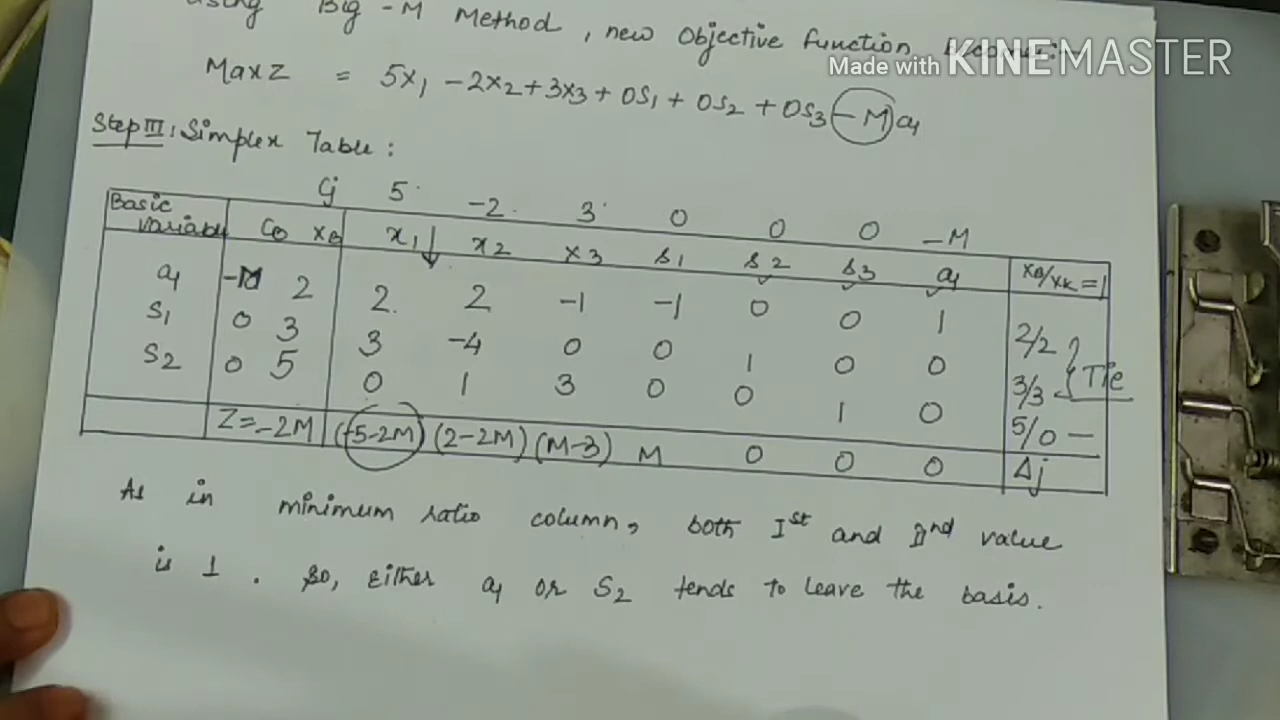 Using Big-M Method, new Objective function
Made with KINEMASTER
Max Z = 5x1 - 2x2 + 3x3 + 0S1 + 0S2 + 0S3 - Ma1
Step III: Simplex Table:
Cj 5 -2 3 0 0 0 -M
Basic Variable CB XB x1↓ x2 x3 s1 s2 s3 a1 XB/XK = 1
a1 -M 2 2 2 -1 -1 0 0 1 2/2
S1 0 3 3 -4 0 0 1 0 0 3/3 Tie
S2 0 5 0 1 3 0 0 1 0 5/0 —
Z=-2M (-5-2M) (2-2M) (M-3) M 0 0 0 Δj
As in minimum ratio column, both Ist and IInd value
is 1. So, either a1 or S2 tends to leave the basis.